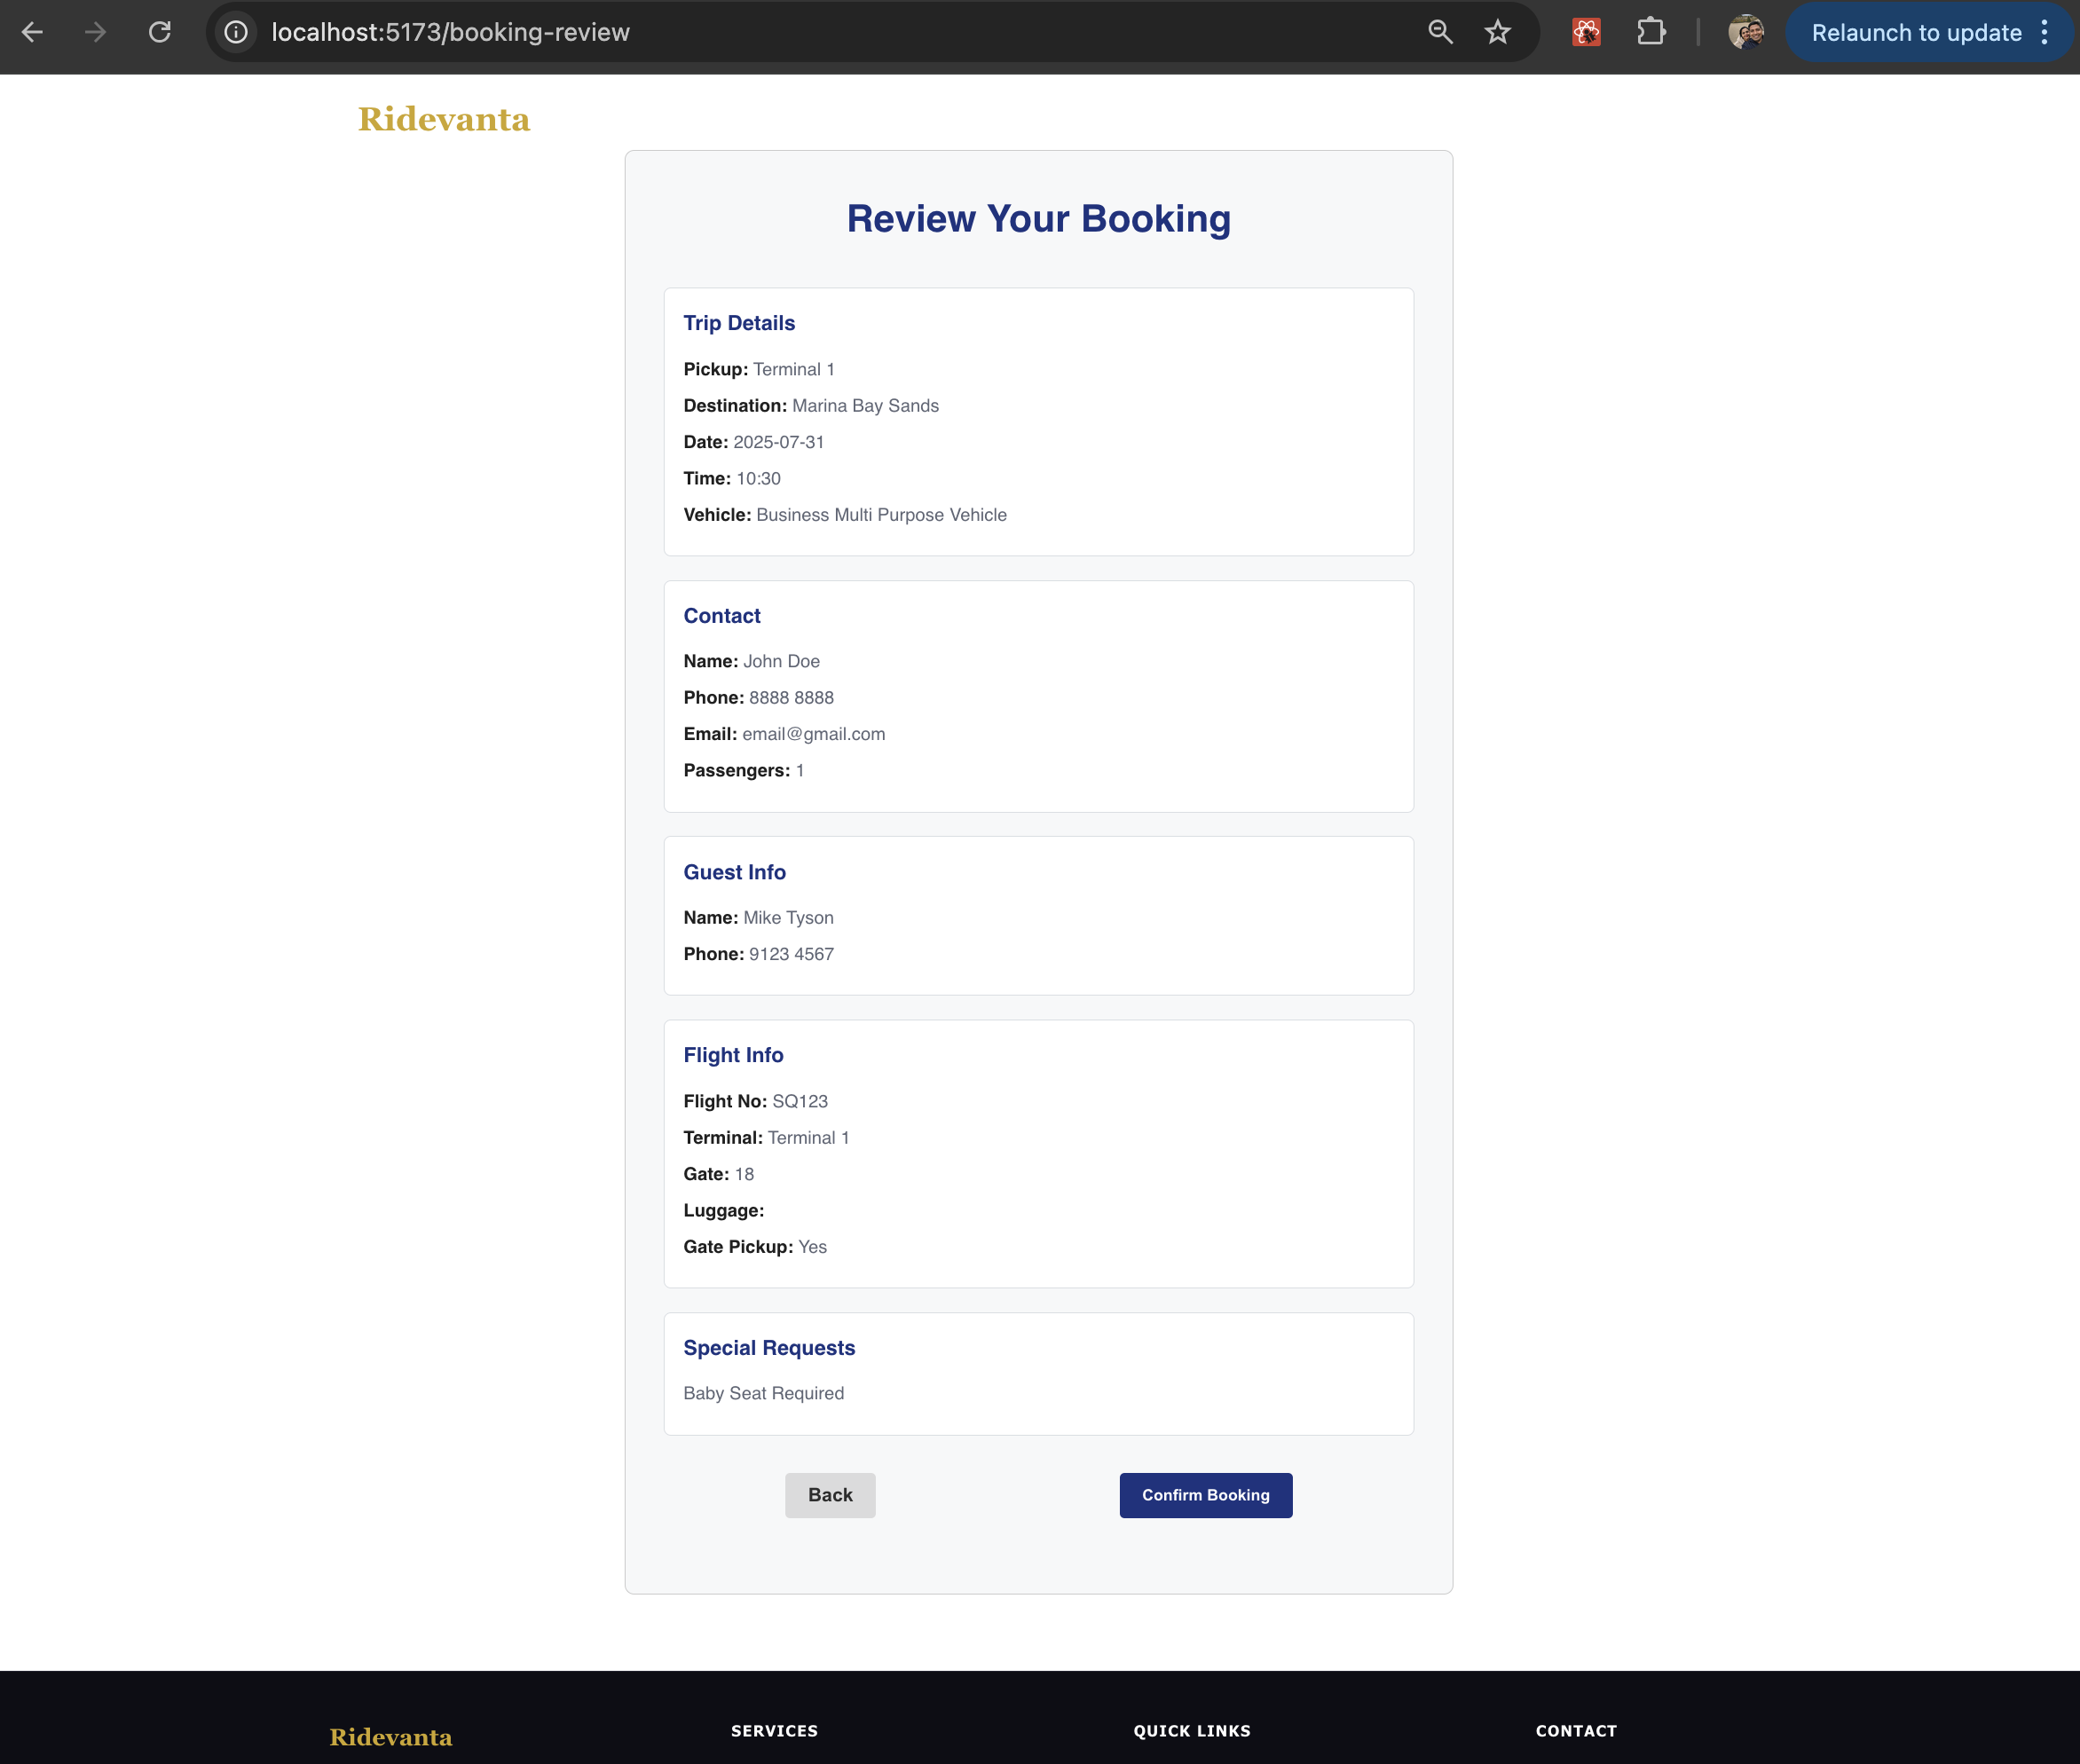 localhost:5173/booking-review
Relaunch to update
Ridevanta
Review Your Booking
Trip Details
Pickup: Terminal 1
Destination: Marina Bay Sands
Date: 2025-07-31
Time: 10:30
Vehicle: Business Multi Purpose Vehicle
Contact
Name: John Doe
Phone: 8888 8888
Email: email@gmail.com
Passengers: 1
Guest Info
Name: Mike Tyson
Phone: 9123 4567
Flight Info
Flight No: SQ123
Terminal: Terminal 1
Gate: 18
Luggage:
Gate Pickup: Yes
Special Requests
Baby Seat Required
Back
Confirm Booking
Ridevanta
SERVICES
QUICK LINKS
CONTACT